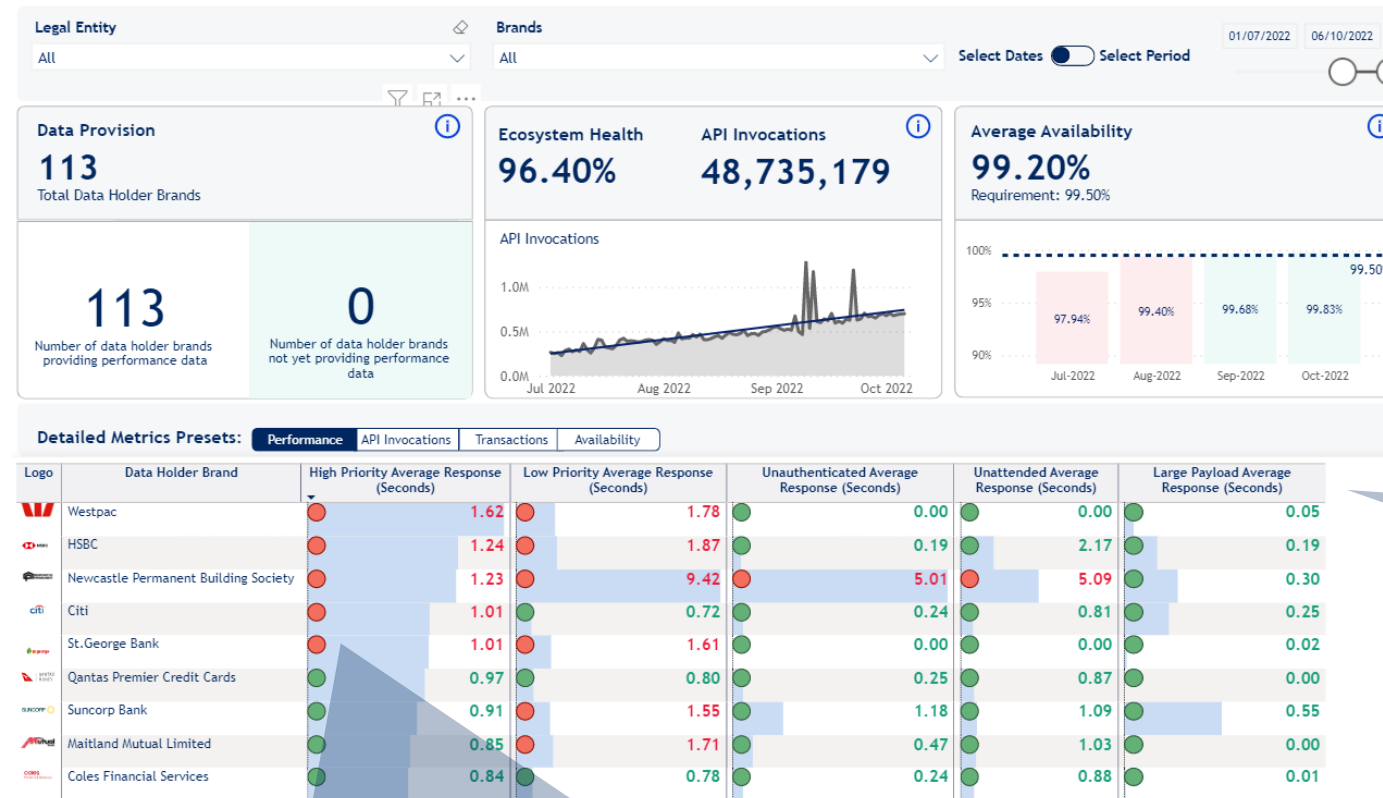 Legal Entity
Brands
All
All
Select Dates
Select Period
01/07/2022
06/10/2022
Data Provision
113
Total Data Holder Brands
113
Number of data holder brands
providing performance data
0
Number of data holder brands
not yet providing performance
data
Ecosystem Health
API Invocations
96.40%
48,735,179
API Invocations
1.0M
0.5M
0.0M
Jul 2022
Aug 2022
Sep 2022
Oct 2022
Average Availability
99.20%
Requirement: 99.50%
100%
95%
90%
99.50
97.94%
99.40%
99.68%
99.83%
Jul-2022
Aug-2022
Sep-2022
Oct-2022
Detailed Metrics Presets:
Performance
API Invocations
Transactions
Availability
Logo
Data Holder Brand
High Priority Average Response
(Seconds)
Low Priority Average Response
(Seconds)
Unauthenticated Average
Response (Seconds)
Unattended Average
Response (Seconds)
Large Payload Average
Response (Seconds)
Westpac 1.62 1.78 0.00 0.00 0.05
HSBC 1.24 1.87 0.19 2.17 0.19
Newcastle Permanent Building Society 1.23 9.42 5.01 5.09 0.30
citi Citi 1.01 0.72 0.24 0.81 0.25
St.George Bank 1.01 1.61 0.00 0.00 0.02
Qantas Premier Credit Cards 0.97 0.80 0.25 0.87 0.00
SUNCORP Suncorp Bank 0.91 1.55 1.18 1.09 0.55
Maitland Mutual Limited 0.85 1.71 0.47 1.03 0.00
coles Coles Financial Services 0.84 0.78 0.24 0.88 0.01